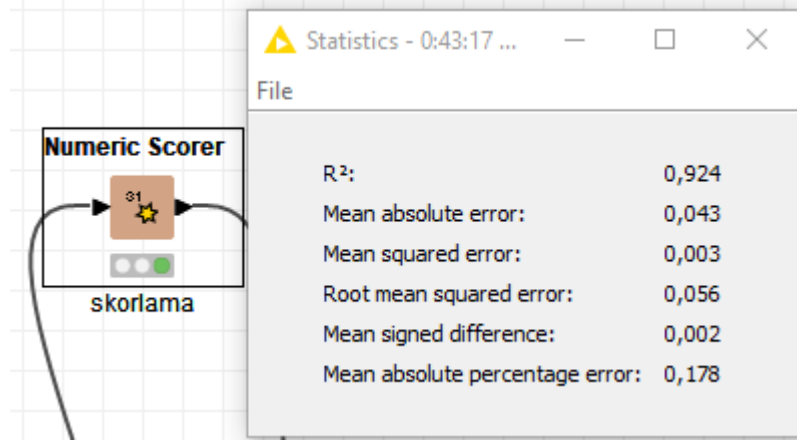 Statistics - 0:43:17 ...
File
Numeric Scorer
skorlama
R²: 0,924
Mean absolute error: 0,043
Mean squared error: 0,003
Root mean squared error: 0,056
Mean signed difference: 0,002
Mean absolute percentage error: 0,178